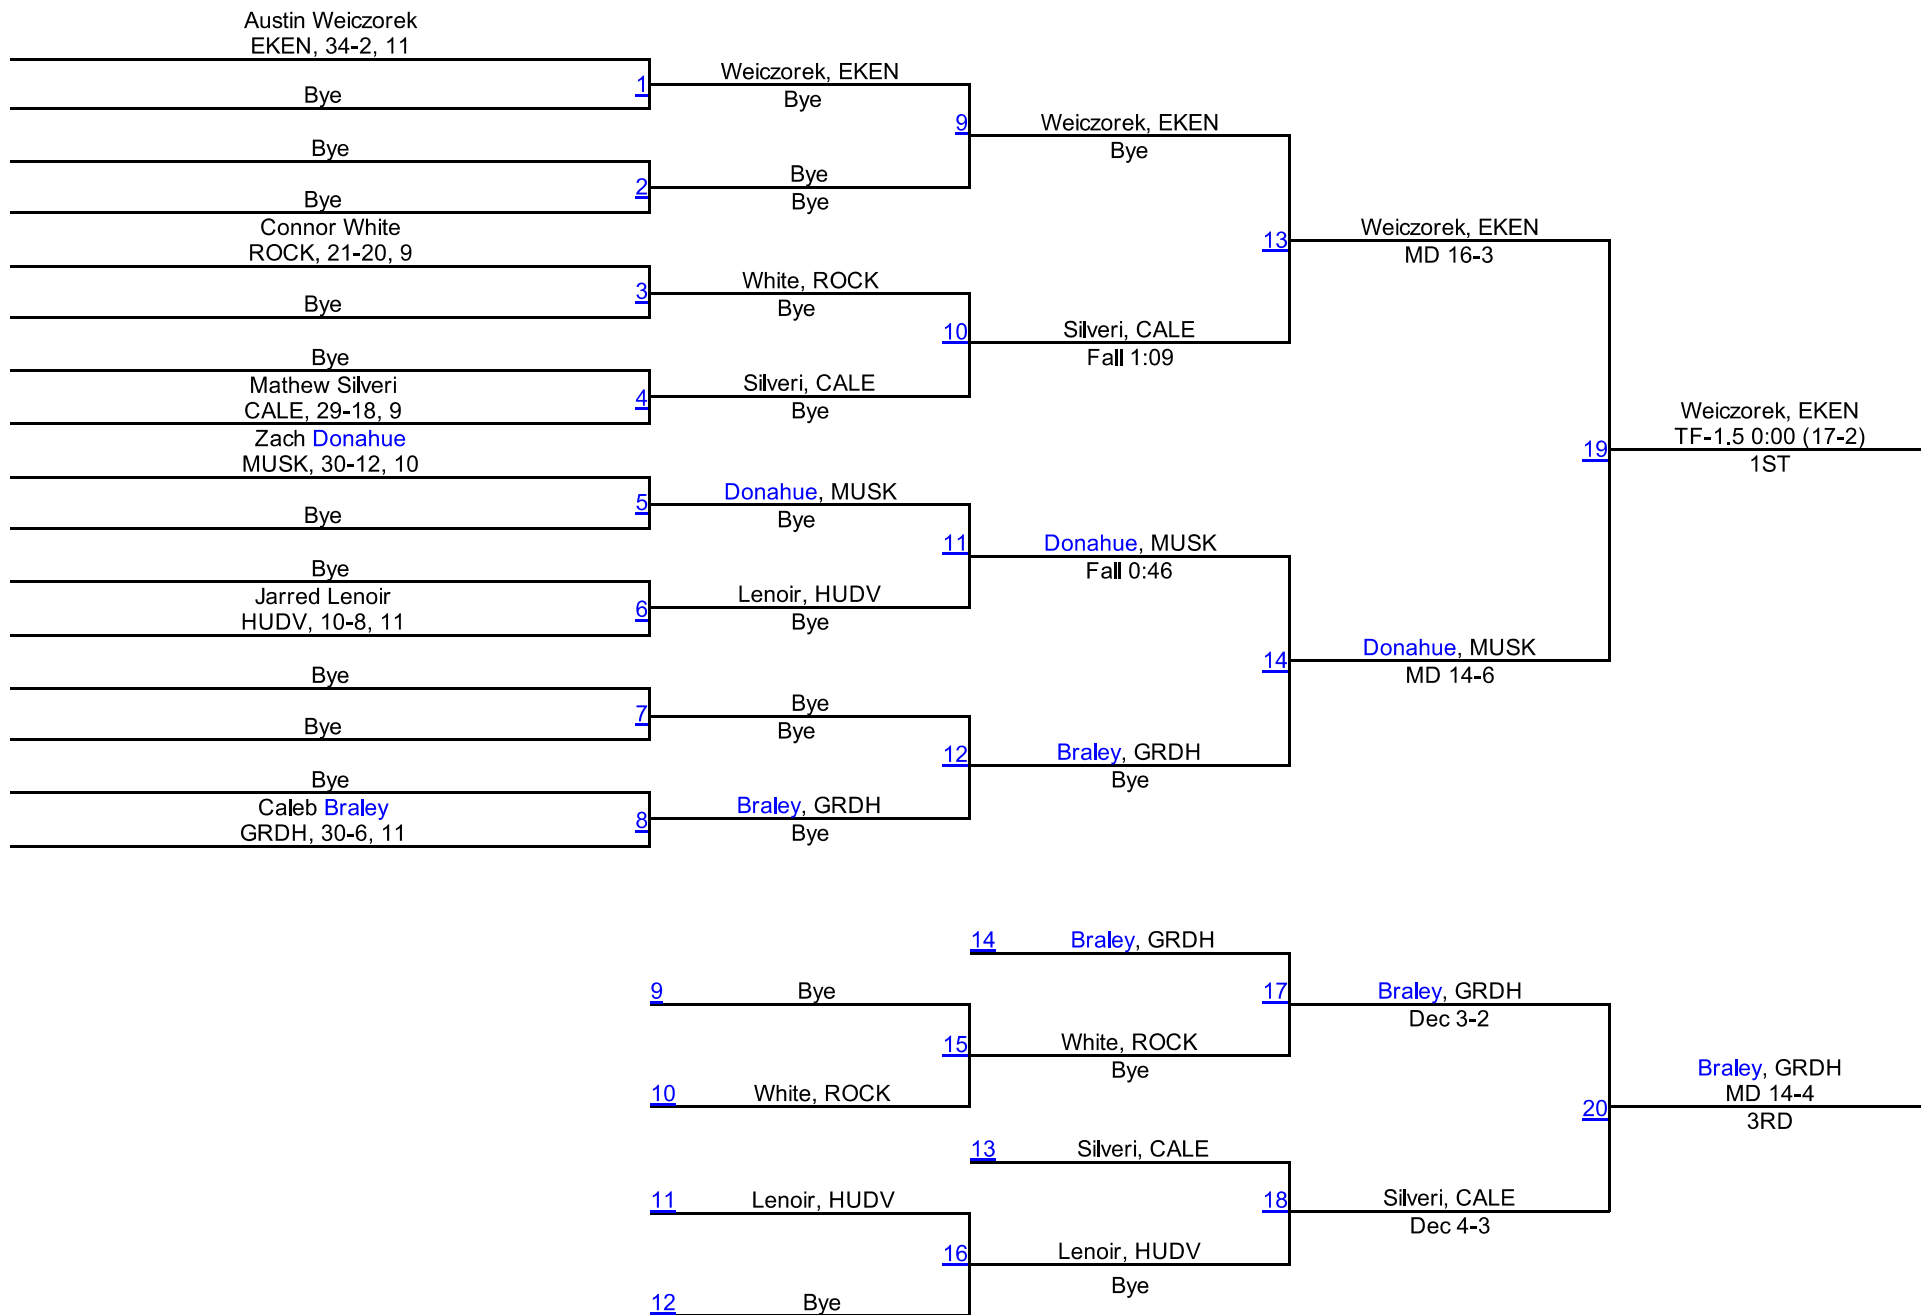 Austin Weiczorek
EKEN, 34-2, 11
Bye
1
Bye
Bye
2
Connor White
ROCK, 21-20, 9
Bye
3
Bye
Mathew Silveri
CALE, 29-18, 9
4
Zach Donahue
MUSK, 30-12, 10
Bye
5
Bye
Jarred Lenoir
HUDV, 10-8, 11
6
Bye
Bye
7
Bye
Caleb Braley
GRDH, 30-6, 11
8
Weiczorek, EKEN
Bye
9
Bye
Bye
White, ROCK
Bye
10
Silveri, CALE
Bye
Donahue, MUSK
Bye
11
Lenoir, HUDV
Bye
Bye
Bye
12
Braley, GRDH
Bye
Weiczorek, EKEN
Bye
13
Silveri, CALE
Fall 1:09
Donahue, MUSK
Fall 0:46
14
Braley, GRDH
Bye
Weiczorek, EKEN
MD 16-3
19
Donahue, MUSK
MD 14-6
Weiczorek, EKEN
TF-1.5 0:00 (17-2)
1ST
14 Braley, GRDH
9 Bye
15
10 White, ROCK
17
White, ROCK
Bye
13 Silveri, CALE
11 Lenoir, HUDV
16
12 Bye
18
Lenoir, HUDV
Bye
Braley, GRDH
Dec 3-2
20
Silveri, CALE
Dec 4-3
Braley, GRDH
MD 14-4
3RD